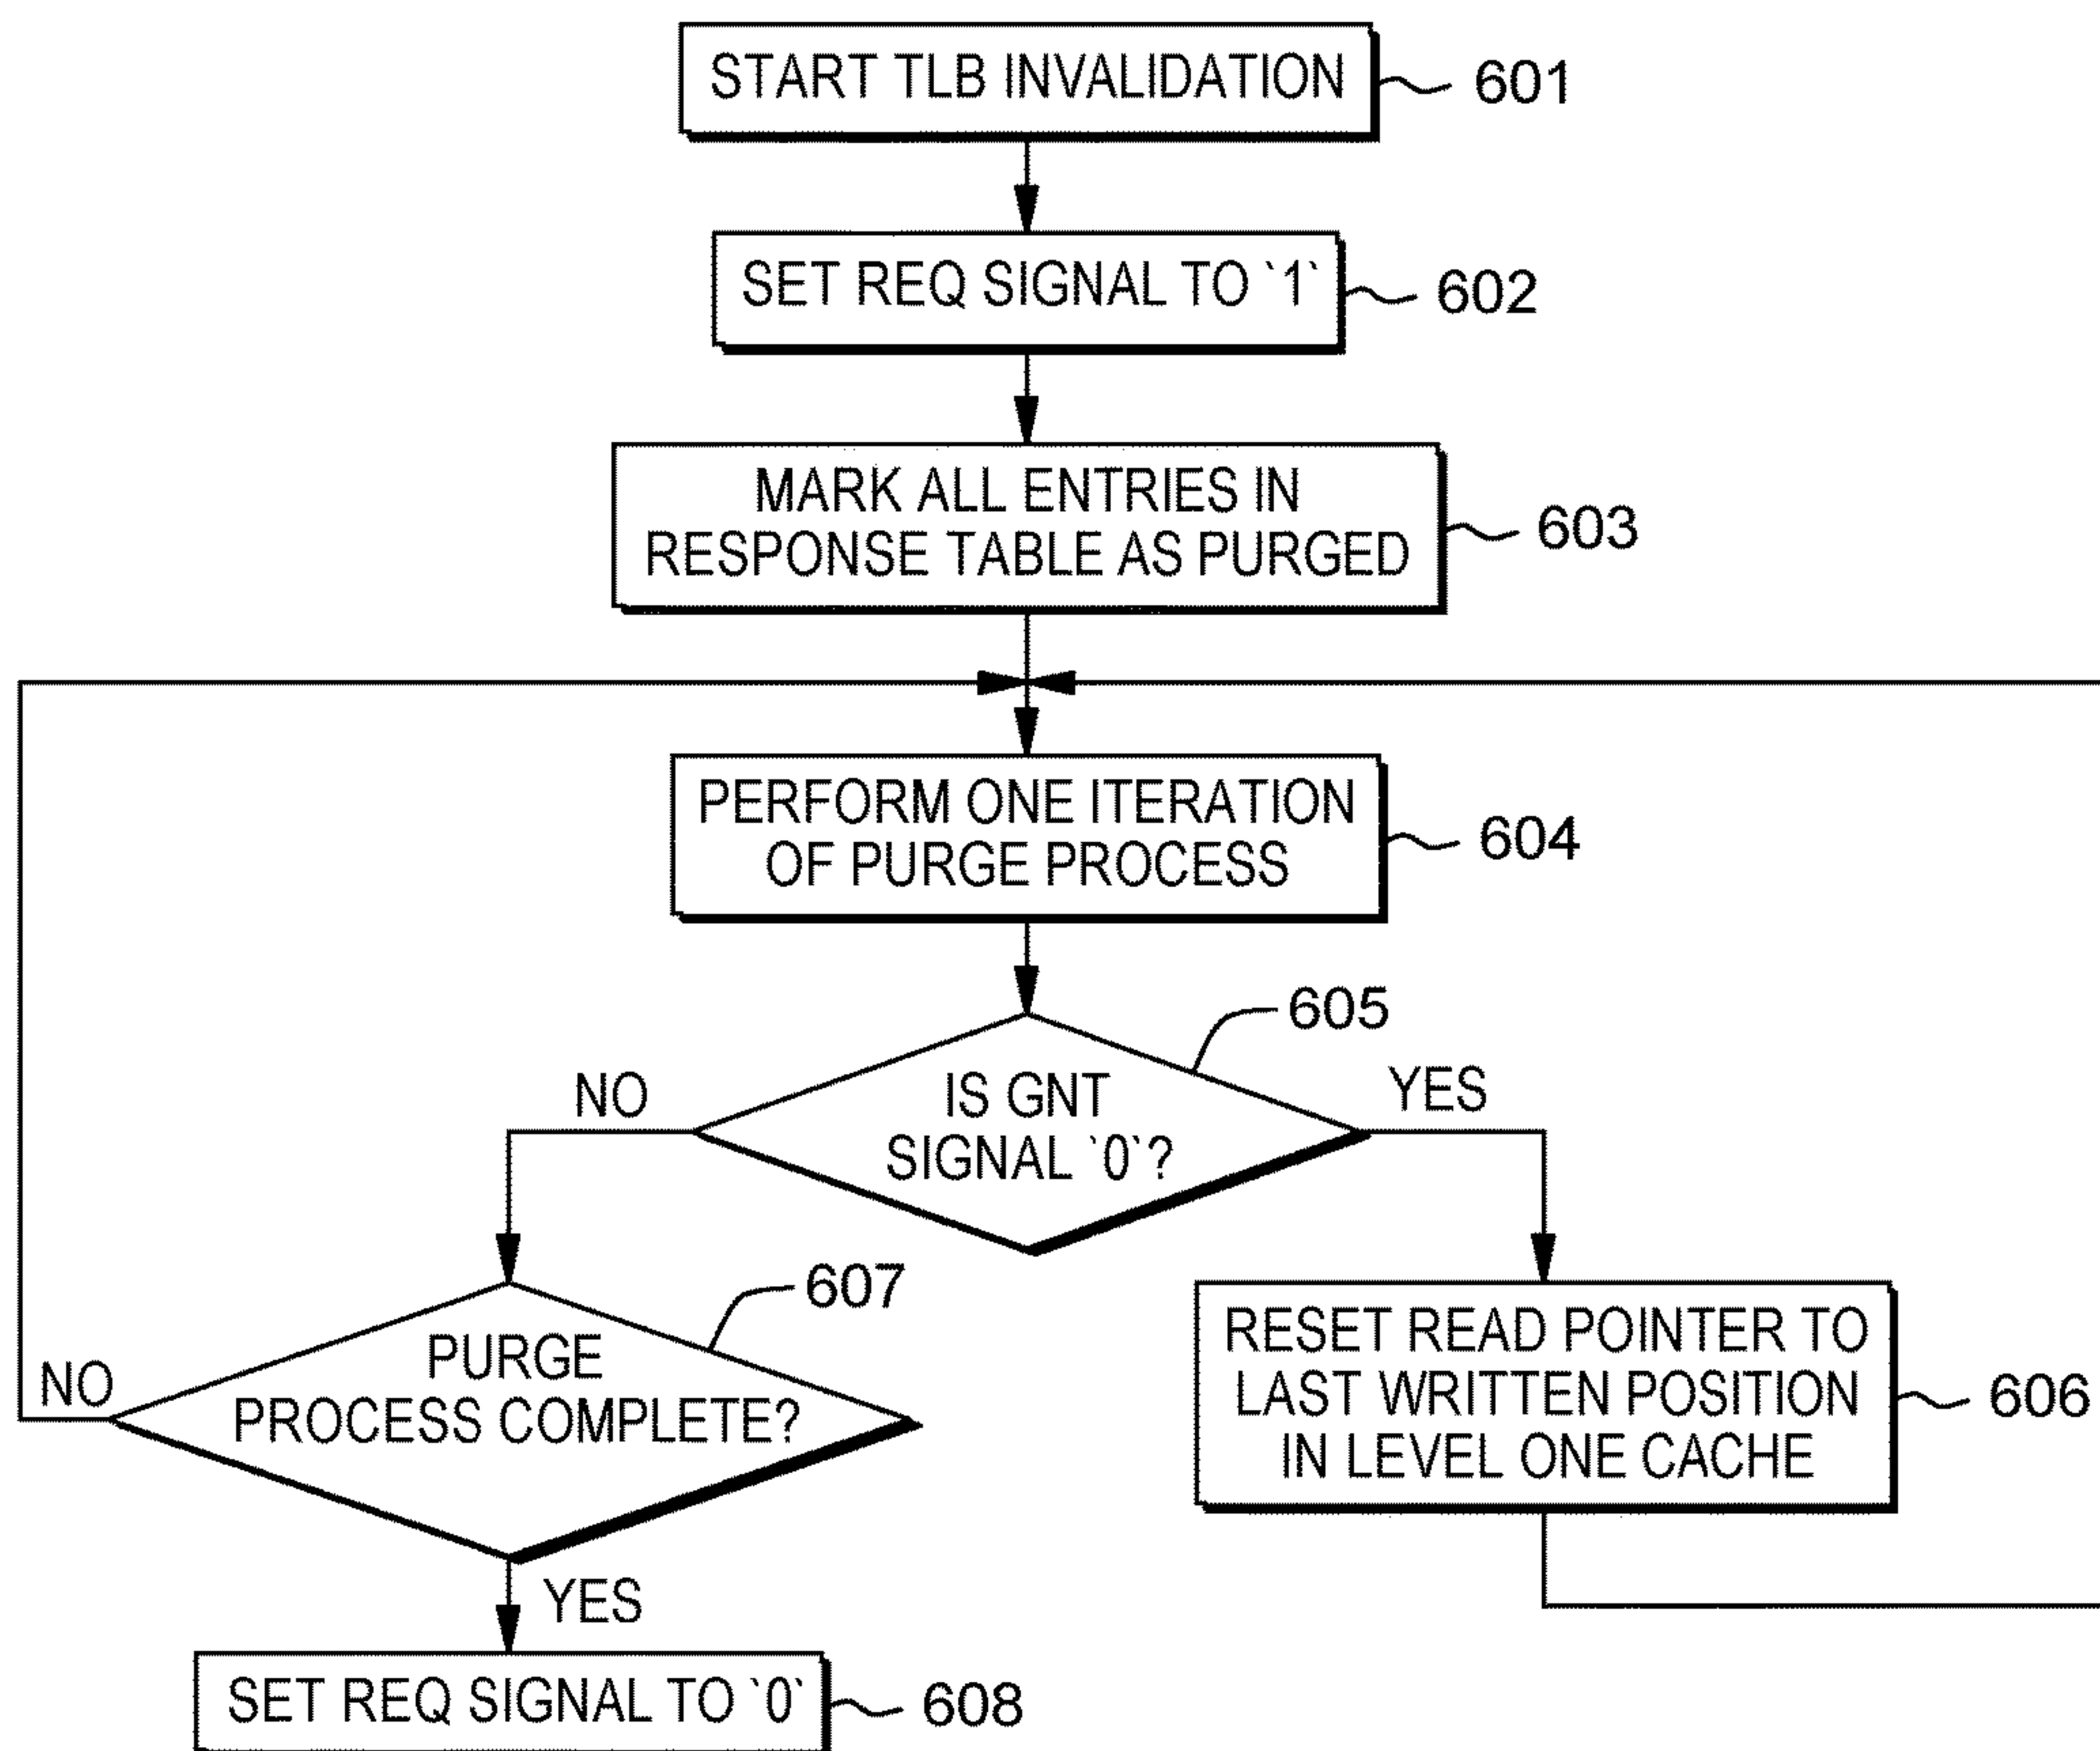 START TLB INVALIDATION
601
SET REQ SIGNAL TO `1`
602
MARK ALL ENTRIES IN
RESPONSE TABLE AS PURGED
603
PERFORM ONE ITERATION
OF PURGE PROCESS
604
605
NO
IS GNT
SIGNAL `0`?
YES
607
NO
PURGE
PROCESS COMPLETE?
RESET READ POINTER TO
LAST WRITTEN POSITION
IN LEVEL ONE CACHE
606
YES
SET REQ SIGNAL TO `0`
608